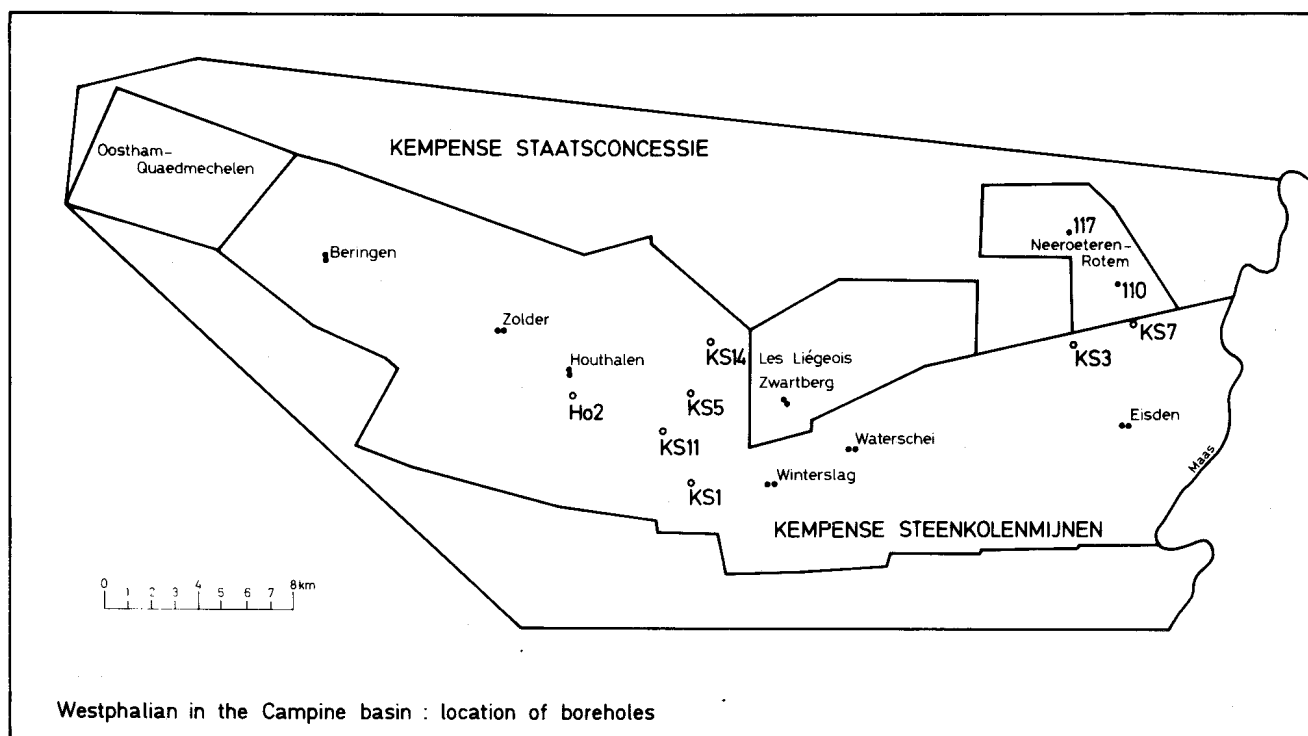 KEMPENSE STAATSCONCESSIE
Oostham-
Quaedmechelen
117
Neeroeteren-
Rotem
Beringen
110
Zolder
KS7
KS14
KS3
Houthalen
Les Liégeois
Zwartberg
Ho2
KS5
Eisden
KS11
Waterschei
Maas
Winterslag
KS1
KEMPENSE STEENKOLENMIJNEN
0 1 2 3 4 5 6 7 8 km
Westphalian in the Campine basin : location of boreholes